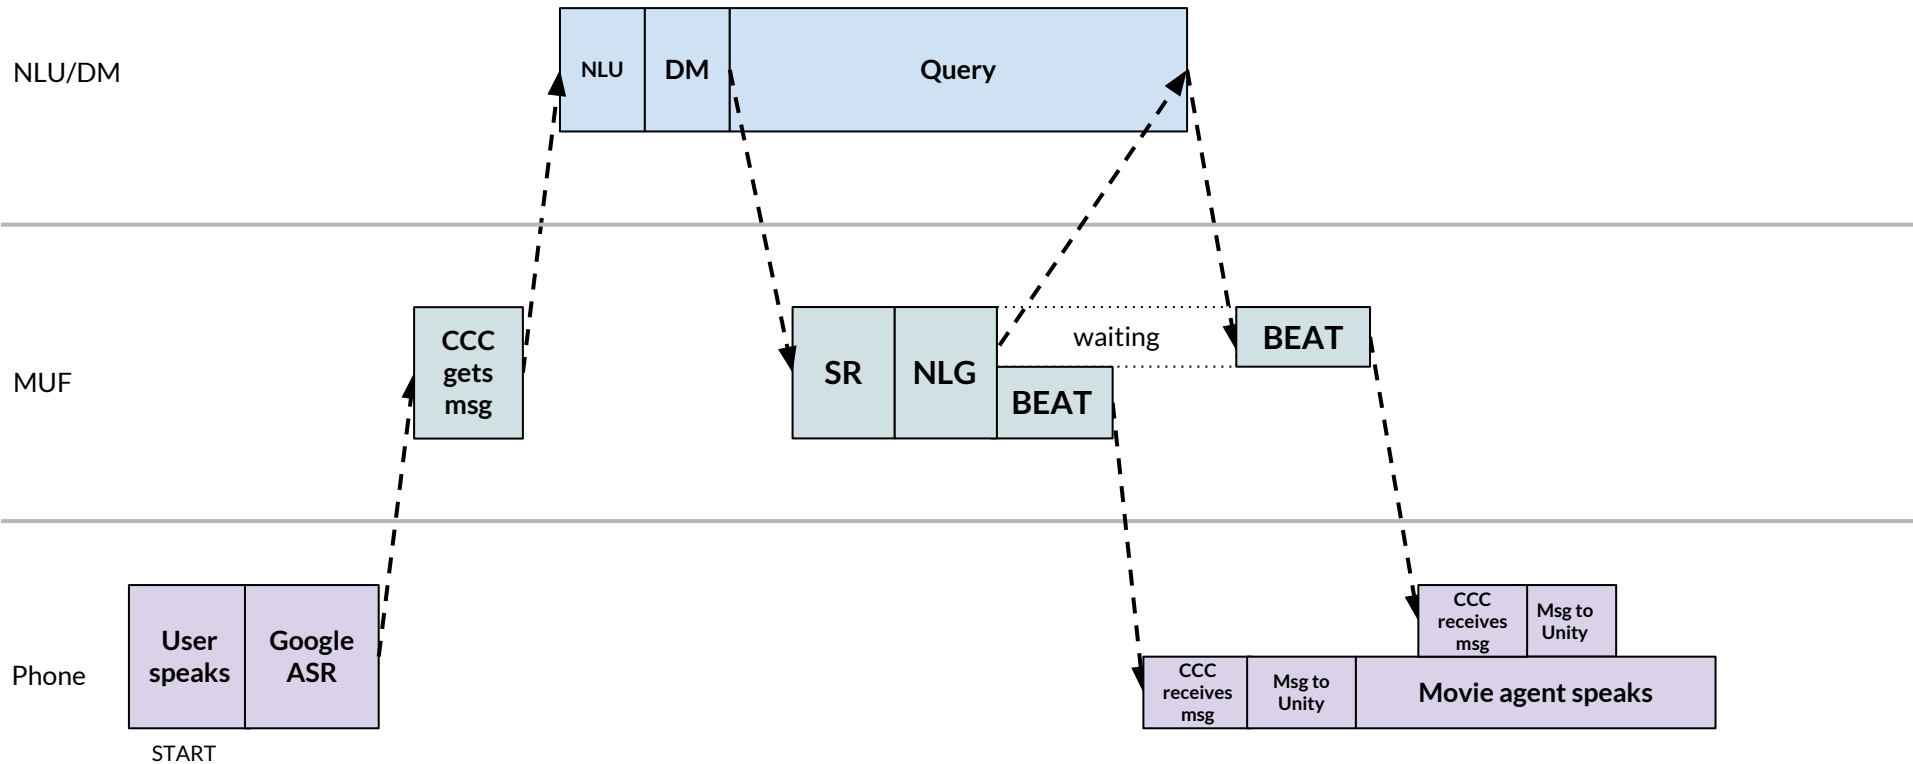 NLU/DM
NLU
DM
Query
MUF
CCC
gets
msg
SR
NLG
waiting
BEAT
BEAT
Phone
User
speaks
Google
ASR
CCC
receives
msg
Msg to
Unity
CCC
receives
msg
Msg to
Unity
Movie agent speaks
START